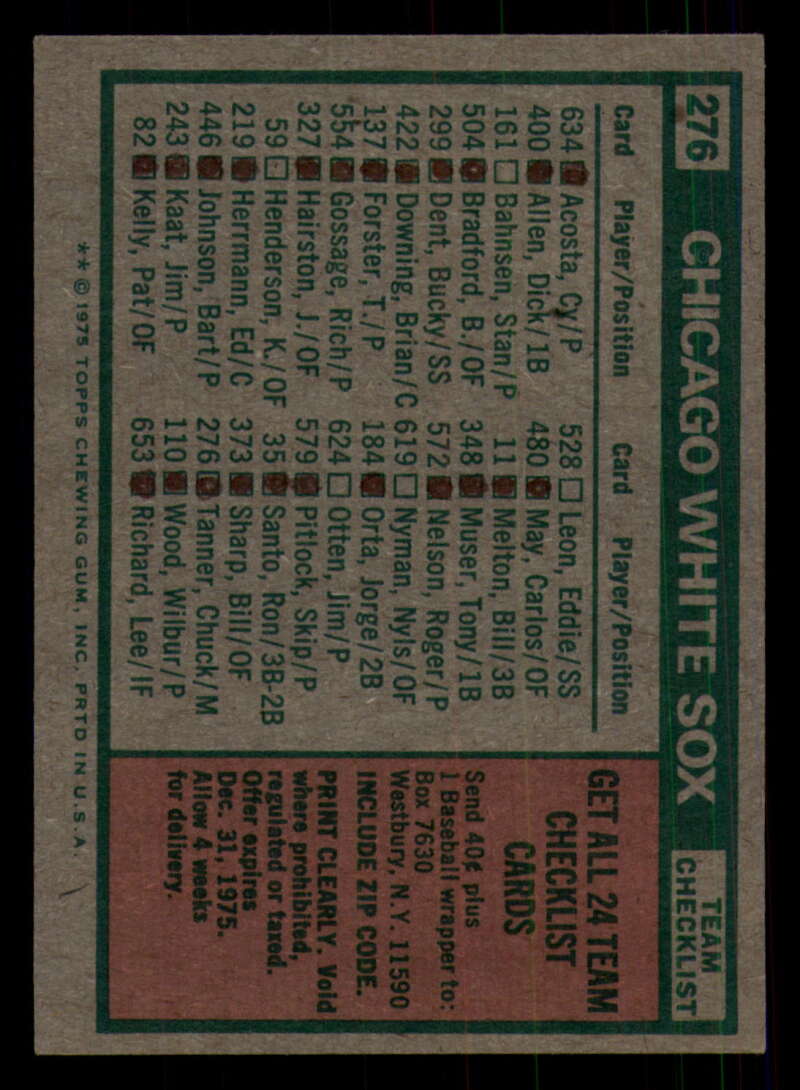 276 CHICAGO WHITE SOX TEAM CHECKLIST
Card Player/Position
634 Acosta, Cy/P
400 Allen, Dick/1B
161 Bahnsen, Stan/P
504 Bradford, B./OF
299 Dent, Bucky/SS
422 Downing, Brian/C
137 Forster, T./P
554 Gossage, Rich/P
327 Hairston, J./OF
59 Henderson, K./OF
219 Herrmann, Ed/C
446 Johnson, Bart/P
243 Kaat, Jim/P
82 Kelly, Pat/OF
Card Player/Position
528 Leon, Eddie/SS
480 May, Carlos/OF
11 Melton, Bill/3B
348 Muser, Tony/1B
572 Nelson, Roger/P
619 Nyman, Nyls/OF
184 Orta, Jorge/2B
624 Otten, Jim/P
579 Pitlock, Skip/P
35 Santo, Ron/3B-2B
373 Sharp, Bill/OF
276 Tanner, Chuck/M
110 Wood, Wilbur/P
653 Richard, Lee/IF
GET ALL 24 TEAM
CHECKLIST
CARDS
Send 40¢ plus
1 Baseball wrapper to:
Box 7630
Westbury, N.Y. 11590
INCLUDE ZIP CODE.
PRINT CLEARLY. Void
where prohibited,
regulated or taxed.
Offer expires
Dec. 31, 1975.
Allow 4 weeks
for delivery.
** © 1975 TOPPS CHEWING GUM, INC. PRTD IN U.S.A.